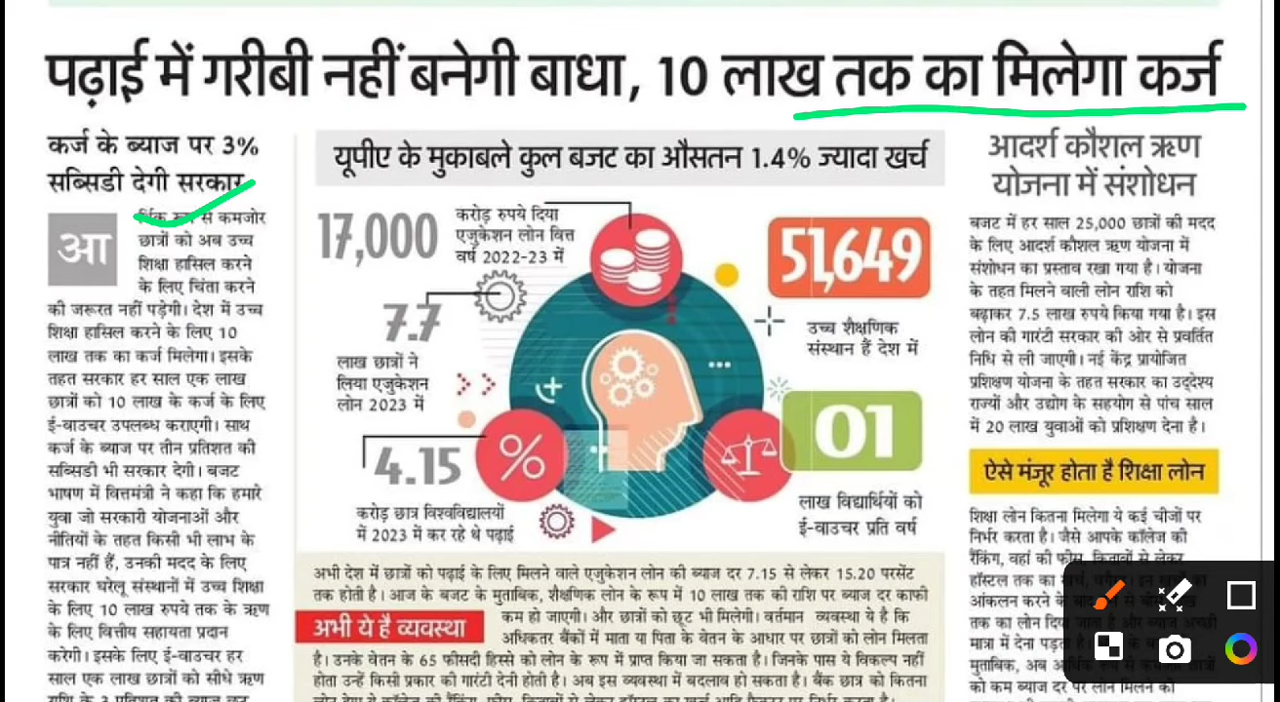 पढ़ाई में गरीबी नहीं बनेगी बाधा, 10 लाख तक का मिलेगा कर्ज
कर्ज के ब्याज पर 3%
सब्सिडी देगी सरकार
आर्थिक रूप से कमजोर
छात्रों को अब उच्च
शिक्षा हासिल करने
के लिए चिंता करने
की जरूरत नहीं पड़ेगी। देश में उच्च
शिक्षा हासिल करने के लिए 10
लाख तक का कर्ज मिलेगा। इसके
तहत सरकार हर साल एक लाख
छात्रों को 10 लाख के कर्ज के लिए
ई-वाउचर उपलब्ध कराएगी। साथ
कर्ज के ब्याज पर तीन प्रतिशत की
सब्सिडी भी सरकार देगी। बजट
भाषण में वित्तमंत्री ने कहा कि हमारे
युवा जो सरकारी योजनाओं और
नीतियों के तहत किसी भी लाभ के
पात्र नहीं हैं, उनकी मदद के लिए
सरकार घरेलू संस्थानों में उच्च शिक्षा
के लिए 10 लाख रुपये तक के ऋण
के लिए वित्तीय सहायता प्रदान
करेगी। इसके लिए ई-वाउचर हर
साल एक लाख छात्रों को सीधे ऋण
यूपीए के मुकाबले कुल बजट का औसतन 1.4% ज्यादा खर्च
17,000
करोड़ रुपये दिया
एजुकेशन लोन वित्त
वर्ष 2022-23 में
7.7
लाख छात्रों ने
लिया एजुकेशन
लोन 2023 में
4.15
करोड़ छात्र विश्वविद्यालयों
में 2023 में कर रहे थे पढ़ाई
51,649
उच्च शैक्षणिक
संस्थान हैं देश में
01
लाख विद्यार्थियों को
ई-वाउचर प्रति वर्ष
%
अभी देश में छात्रों को पढ़ाई के लिए मिलने वाले एजुकेशन लोन की ब्याज दर 7.15 से लेकर 15.20 परसेंट
तक होती है। आज के बजट के मुताबिक, शैक्षणिक लोन के रूप में 10 लाख तक की राशि पर ब्याज दर काफी
कम हो जाएगी। और छात्रों को छूट भी मिलेगी। वर्तमान व्यवस्था ये है कि
अभी ये है व्यवस्था
अधिकतर बैंकों में माता या पिता के वेतन के आधार पर छात्रों को लोन मिलता
है। उनके वेतन के 65 फीसदी हिस्से को लोन के रूप में प्राप्त किया जा सकता है। जिनके पास ये विकल्प नहीं
होता उन्हें किसी प्रकार की गारंटी देनी होती है। अब इस व्यवस्था में बदलाव हो सकता है। बैंक छात्र को कितना
आदर्श कौशल ऋण
योजना में संशोधन
बजट में हर साल 25,000 छात्रों की मदद
के लिए आदर्श कौशल ऋण योजना में
संशोधन का प्रस्ताव रखा गया है। योजना
के तहत मिलने वाली लोन राशि को
बढ़ाकर 7.5 लाख रुपये किया गया है। इस
लोन की गारंटी सरकार की ओर से प्रवर्तित
निधि से ली जाएगी। नई केंद्र प्रायोजित
प्रशिक्षण योजना के तहत सरकार का उद्देश्य
राज्यों और उद्योग के सहयोग से पांच साल
में 20 लाख युवाओं को प्रशिक्षण देना है।
ऐसे मंजूर होता है शिक्षा लोन
शिक्षा लोन कितना मिलेगा ये कई चीजों पर
निर्भर करता है। जैसे आपके कॉलेज की
रैंकिंग, वहां की फीस, किताबों से लेकर
हॉस्टल तक का
आंकलन करने के
तक का लोन दिया
मात्रा में देना पड़ता
मुताबिक, अब
को कम ब्याज दर पर लोन मिलने की